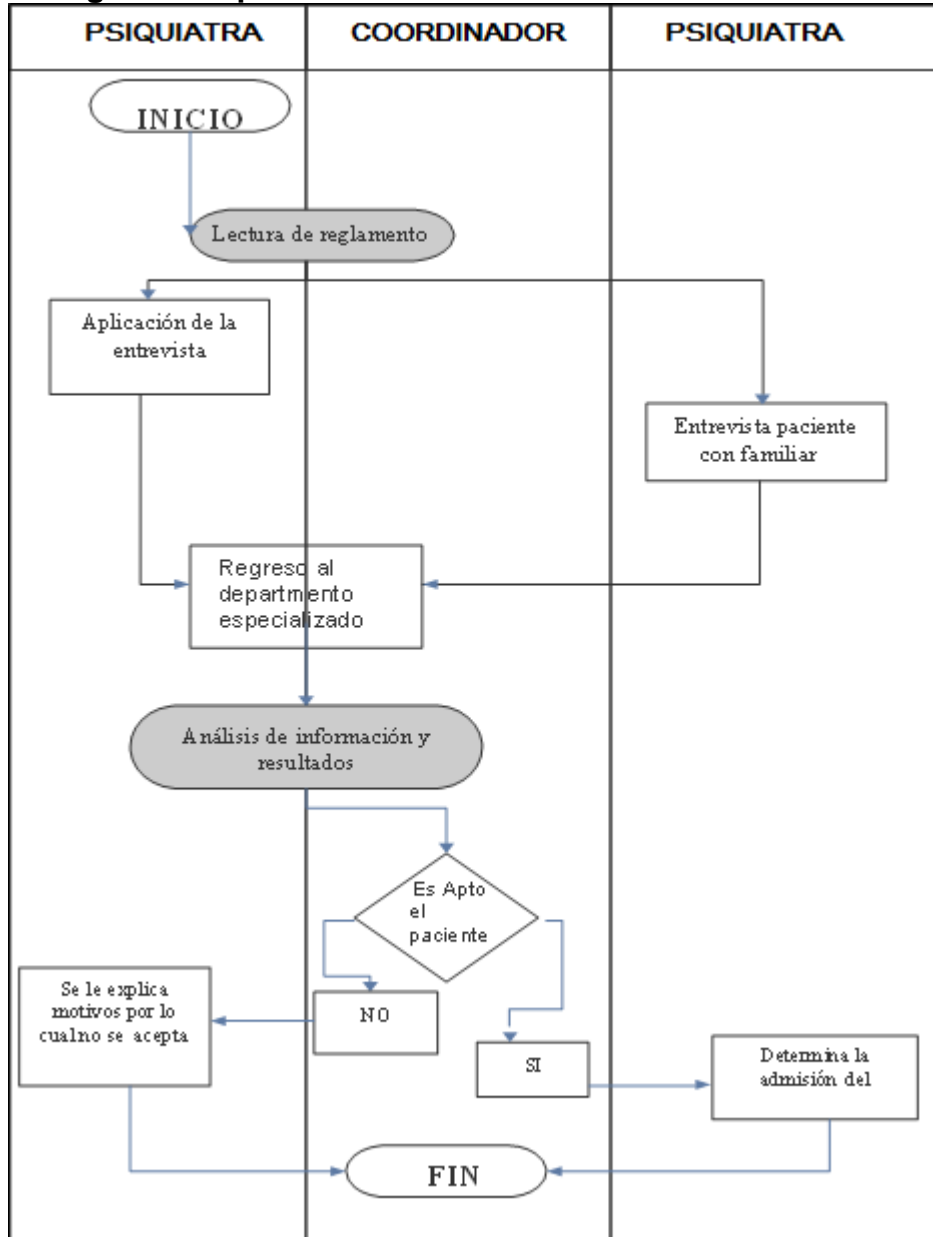 PSIQUIATRA
COORDINADOR
PSIQUIATRA
INICIO
Lectura de reglamento
Aplicación de la
entrevista
Entrevista paciente
con familiar
Regreso al
departmento
especializado
Análisis de información y
resultados
Es Apto
el
paciente
Se le explica
motivos por lo
cual no se acepta
NO
SI
Determina la
admisión del
FIN